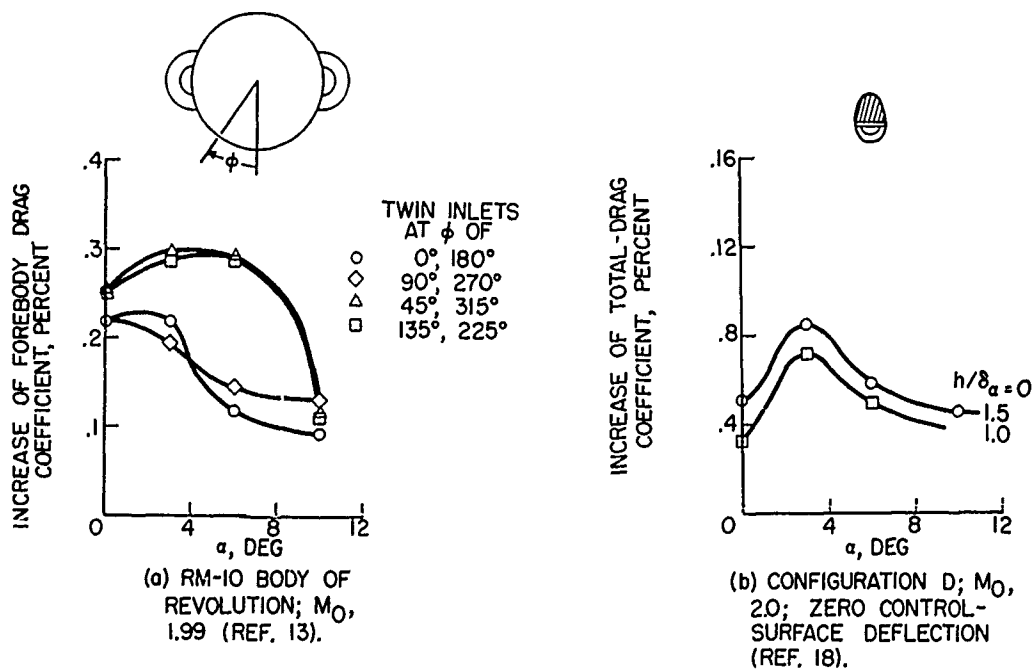 φ
INCREASE OF FOREBODY DRAG
COEFFICIENT, PERCENT
.4
.3
.2
.1
0
4
8
12
α, DEG
TWIN INLETS
AT φ OF
0°, 180°
90°, 270°
45°, 315°
135°, 225°
(a) RM-10 BODY OF
REVOLUTION; M0,
1.99 (REF. 13).
INCREASE OF TOTAL-DRAG
COEFFICIENT, PERCENT
.16
.8
.4
0
4
8
12
α, DEG
h/δα = 0
1.5
1.0
(b) CONFIGURATION D; M0,
2.0; ZERO CONTROL-
SURFACE DEFLECTION
(REF. 18).